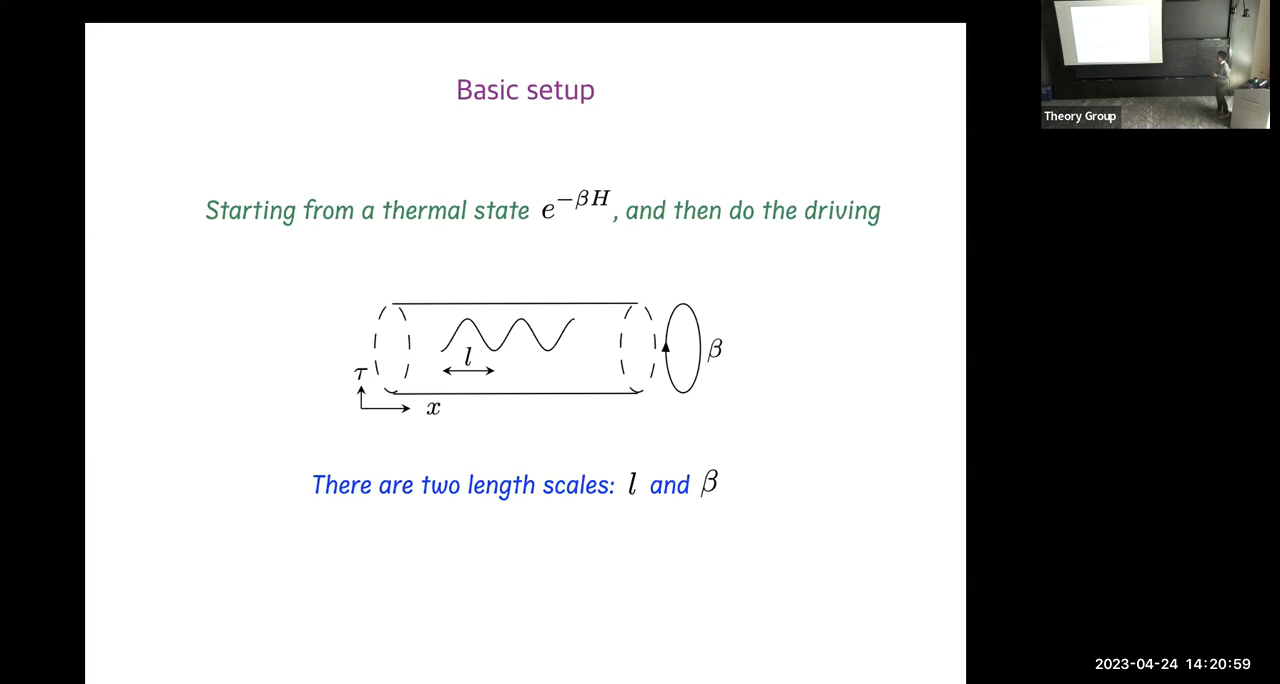 Basic setup
Theory Group
Starting from a thermal state $e^{-\beta H}$, and then do the driving
l
β
τ
x
There are two length scales: l and β
2023-04-24 14:20:59